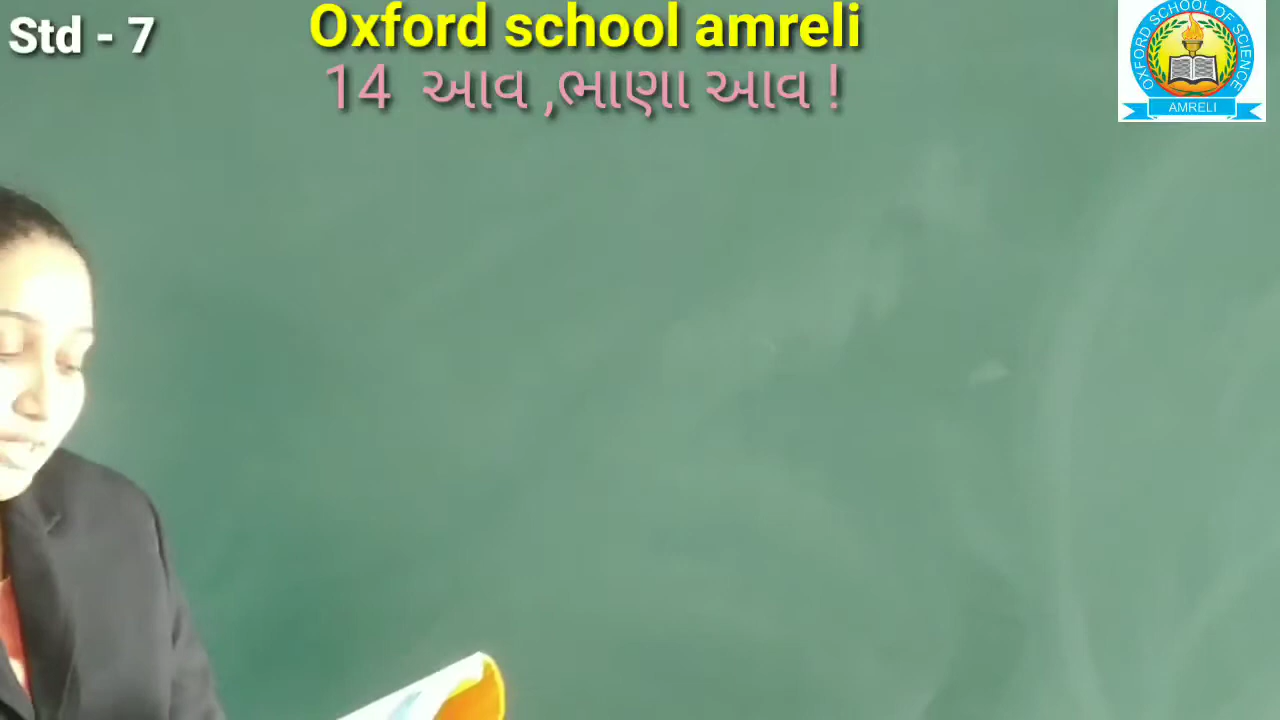 Std - 7
Oxford school amreli
14 આવ ,ભાણા આવ !
OXFORD SCHOOL OF SCIENCE
AMRELI